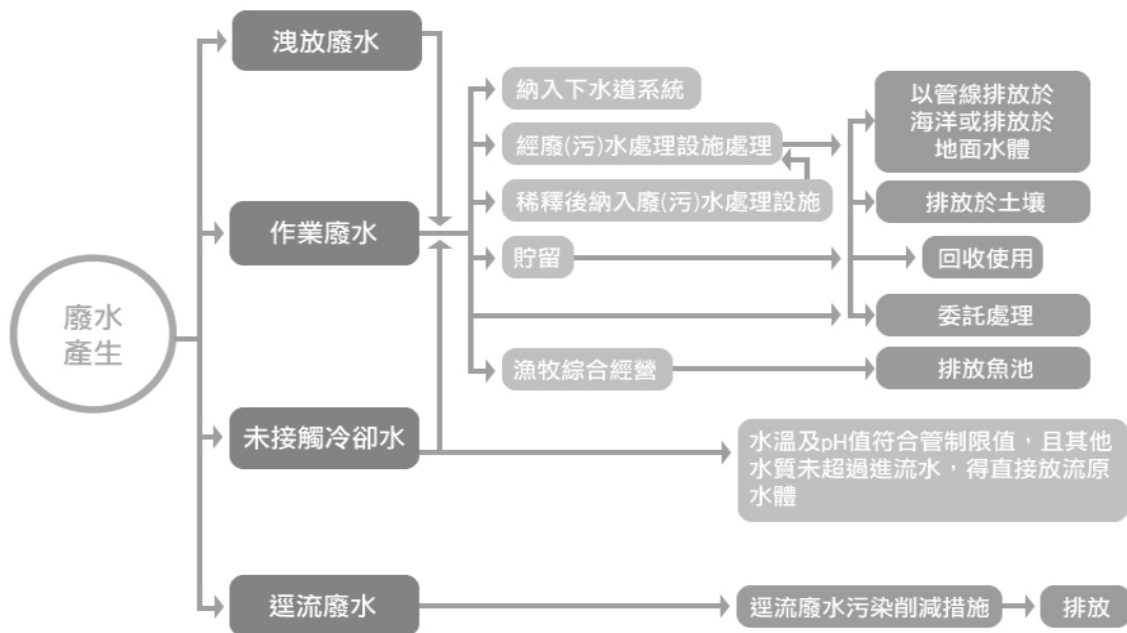 廢水
產生
洩放廢水
作業廢水
未接觸冷卻水
逕流廢水
納入下水道系統
經廢(污)水處理設施處理
稀釋後納入廢(污)水處理設施
貯留
漁牧綜合經營
以管線排放於
海洋或排放於
地面水體
排放於土壤
回收使用
委託處理
排放魚池
水溫及pH值符合管制限值，且其他
水質未超過進流水，得直接放流原
水體
逕流廢水污染削減措施
排放